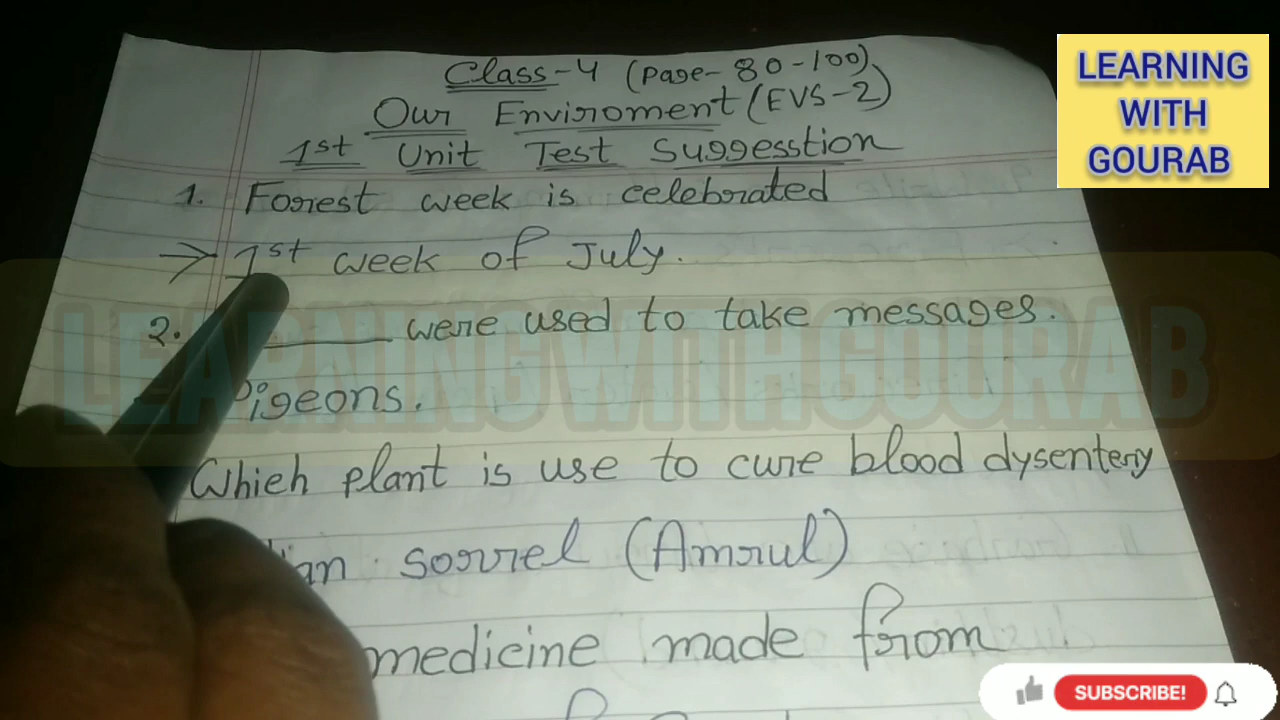 LEARNING
WITH
GOURAB
Class-4 (Page-80-100)
Our Enviroment (EVS-2)
1st Unit Test Suggesstion
1. Forest week is celebrated
→ 1st week of July.
2. ______ were used to take messages.
Pigeons.
Which plant is use to cure blood dysentery
sorrel (Amrul)
medicine made from
LEARNINGWITHGOURAB
SUBSCRIBE!